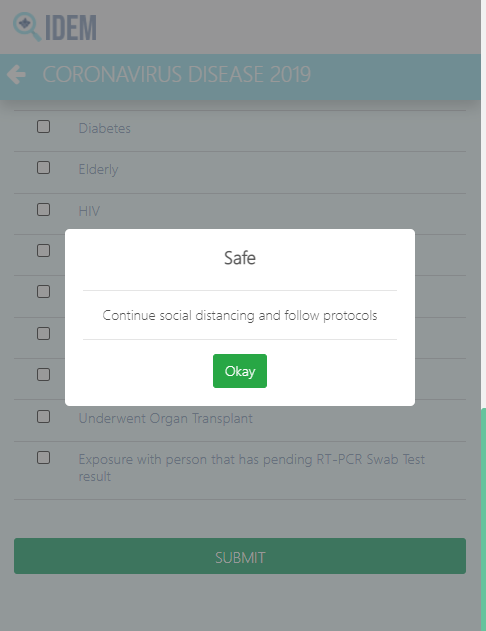 IDEM
CORONAVIRUS DISEASE 2019
Diabetes
Elderly
HIV
Safe
Continue social distancing and follow protocols
Okay
Underwent Organ Transplant
Exposure with person that has pending RT-PCR Swab Test
result
SUBMIT